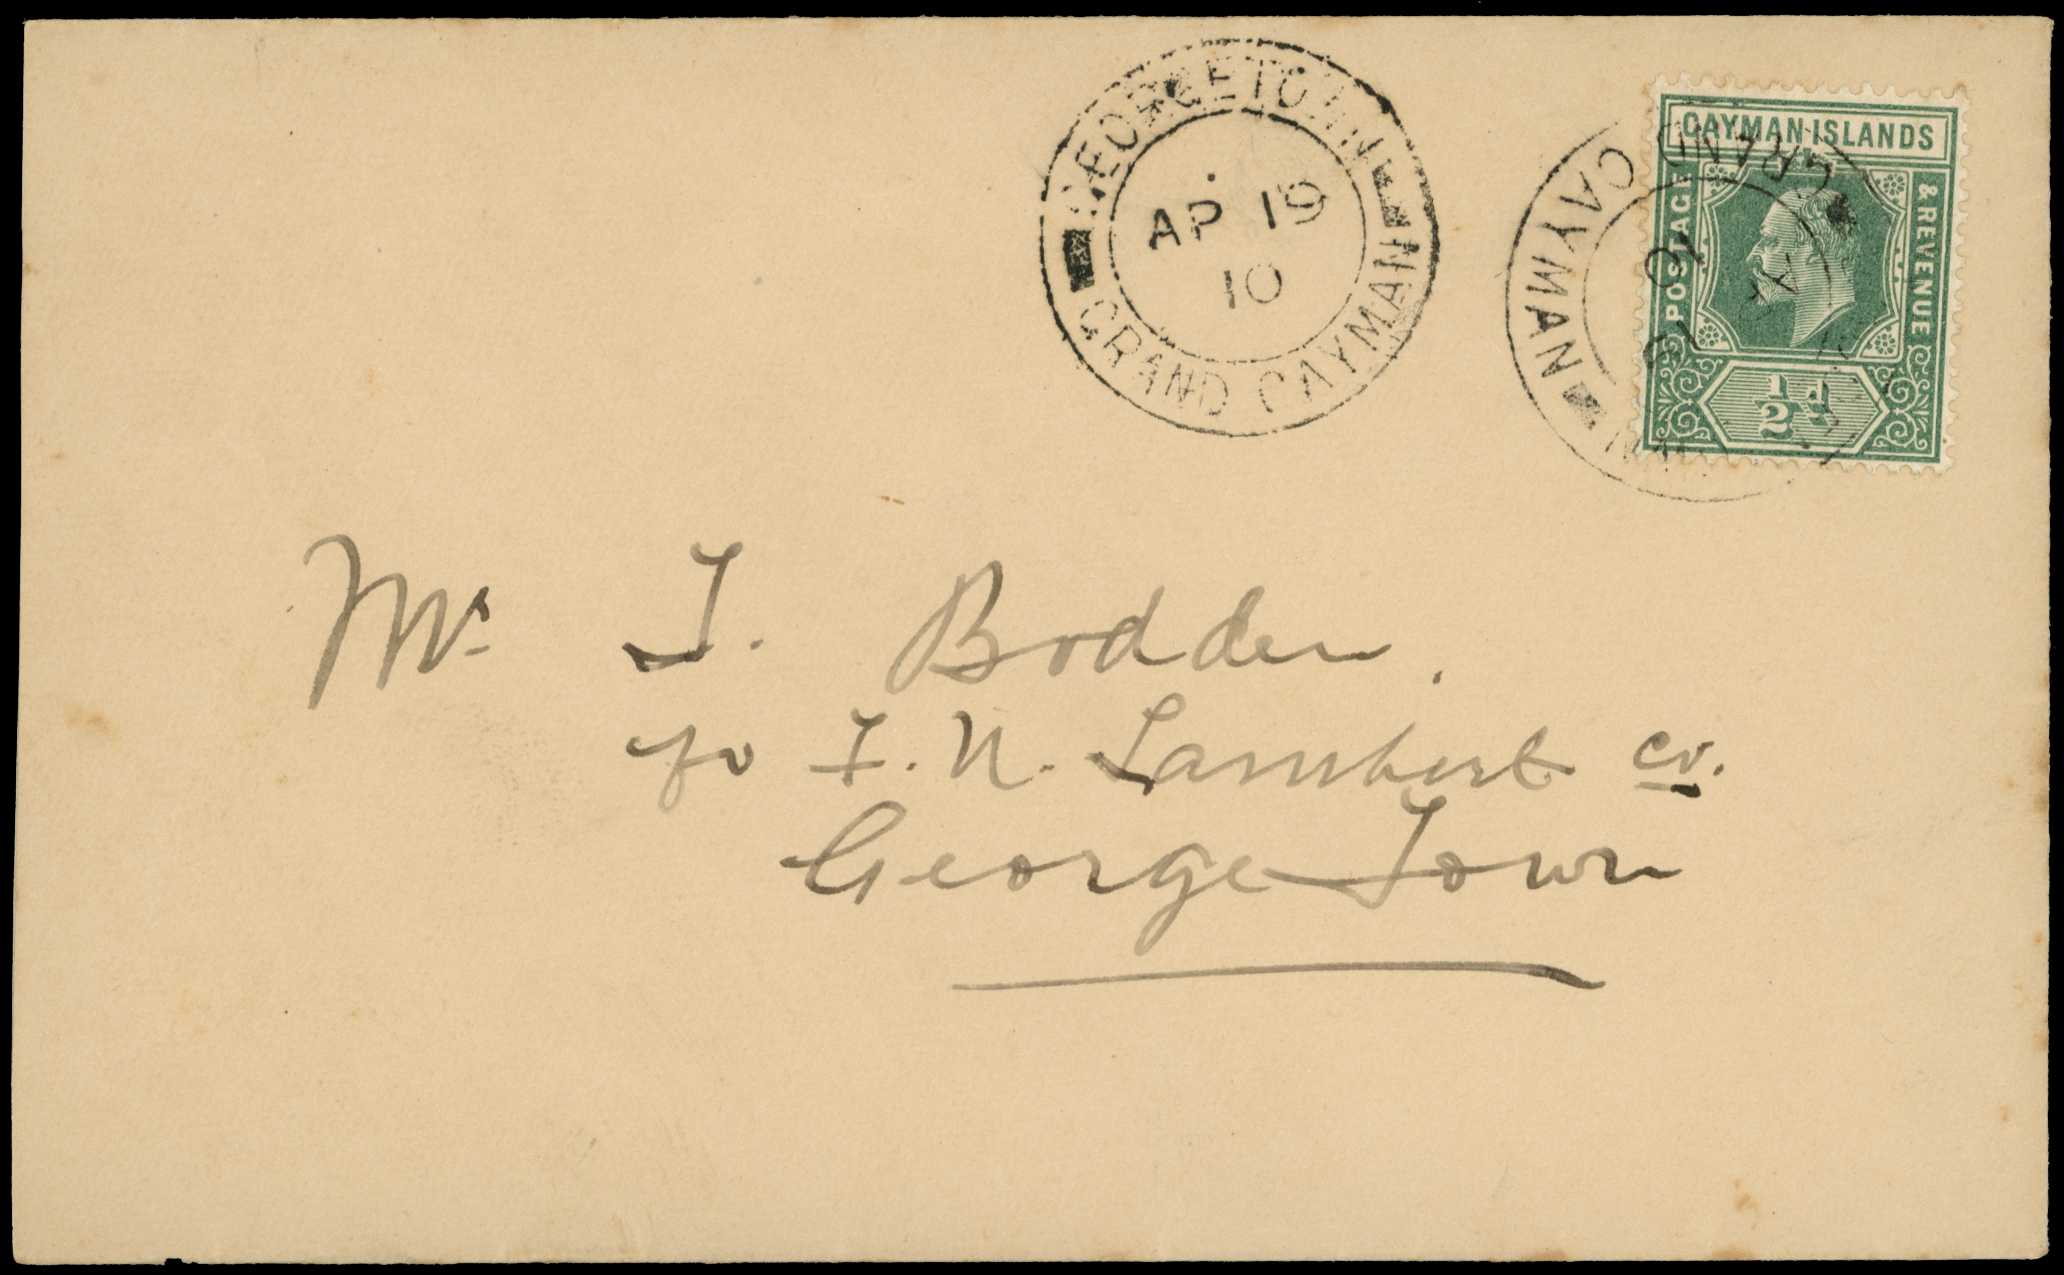 GEORGETOWN
AP 19
10
GRAND CAYMAN
CAYMAN ISLANDS
POSTAGE
& REVENUE
½ d
GRAND CAYMAN
Mr. T. Bodden.
c/o F. N. Lambert co.
George Town